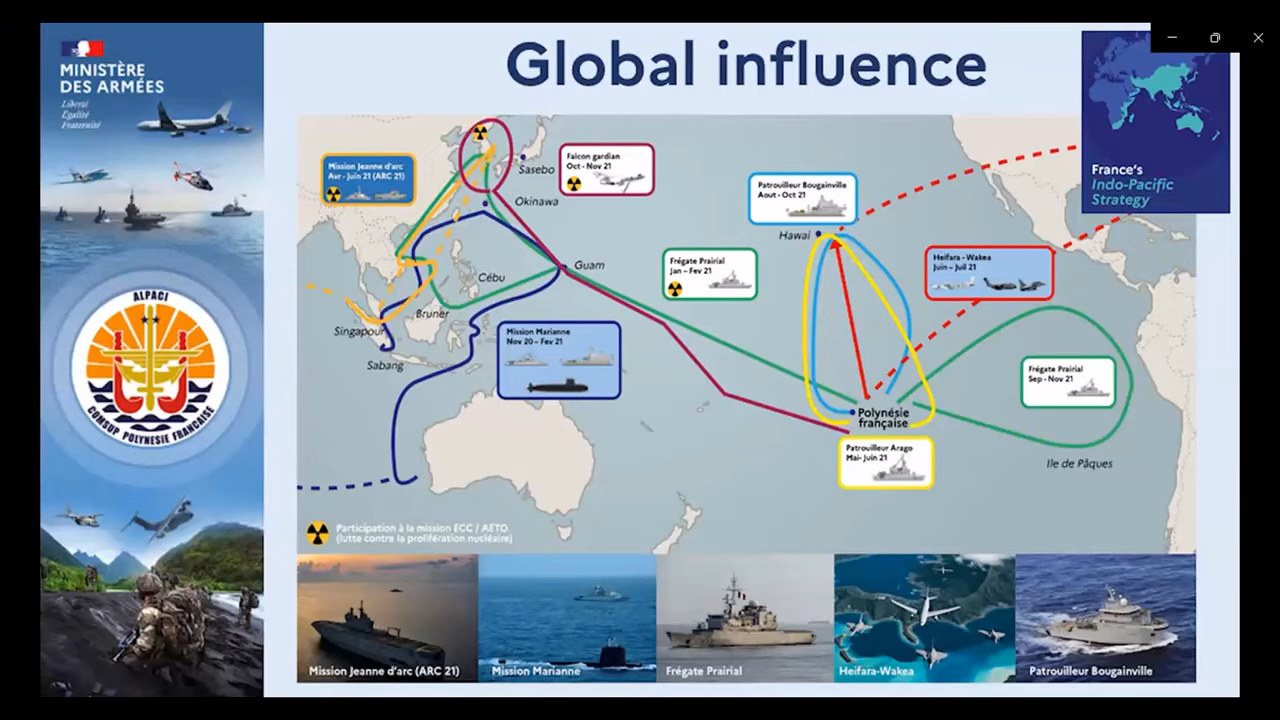 MINISTÈRE
DES ARMÉES
Liberté
Égalité
Fraternité
ALPACI
COMSUP POLYNESIE FRANCAISE
Global influence
France's
Indo-Pacific
Strategy
Mission Jeanne d'arc
Avr - Juin 21 (ARC 21)
Sasebo
Falcon gardian
Oct - Nov 21
Okinawa
Patrouilleur Bougainville
Aout - Oct 21
Hawai
Frégate Prairial
Jan – Fev 21
Heifara - Wakea
Juin – Juil 21
Guam
Cébu
Bruner
Singapour
Sabang
Mission Marianne
Nov 20 – Fev 21
Frégate Prairial
Sep - Nov 21
Polynésie
française
Patrouilleur Arago
Mai- Juin 21
Ile de Pâques
Participation à la mission ECC / AETO
(lutte contre la prolifération nucléaire)
Mission Jeanne d'arc (ARC 21)
Mission Marianne
Frégate Prairial
Heifara-Wakea
Patrouilleur Bougainville